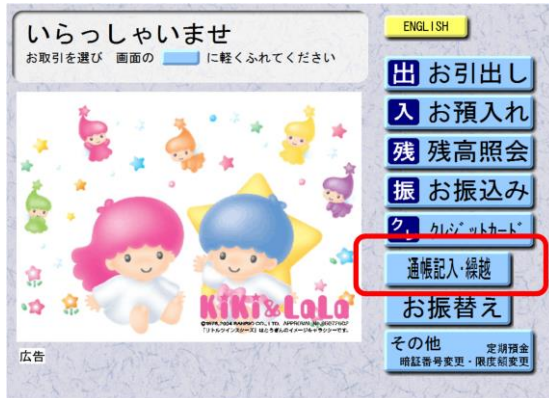 いらっしゃいませ
お取引を選び 画面の に軽くふれてください
ENGLISH
出 お引出し
入 お預入れ
残 残高照会
振 お振込み
クレ クレジットカード
通帳記入・繰越
お振替え
その他 定期預金
暗証番号変更・限度額変更
KiKi&LaLa
広告